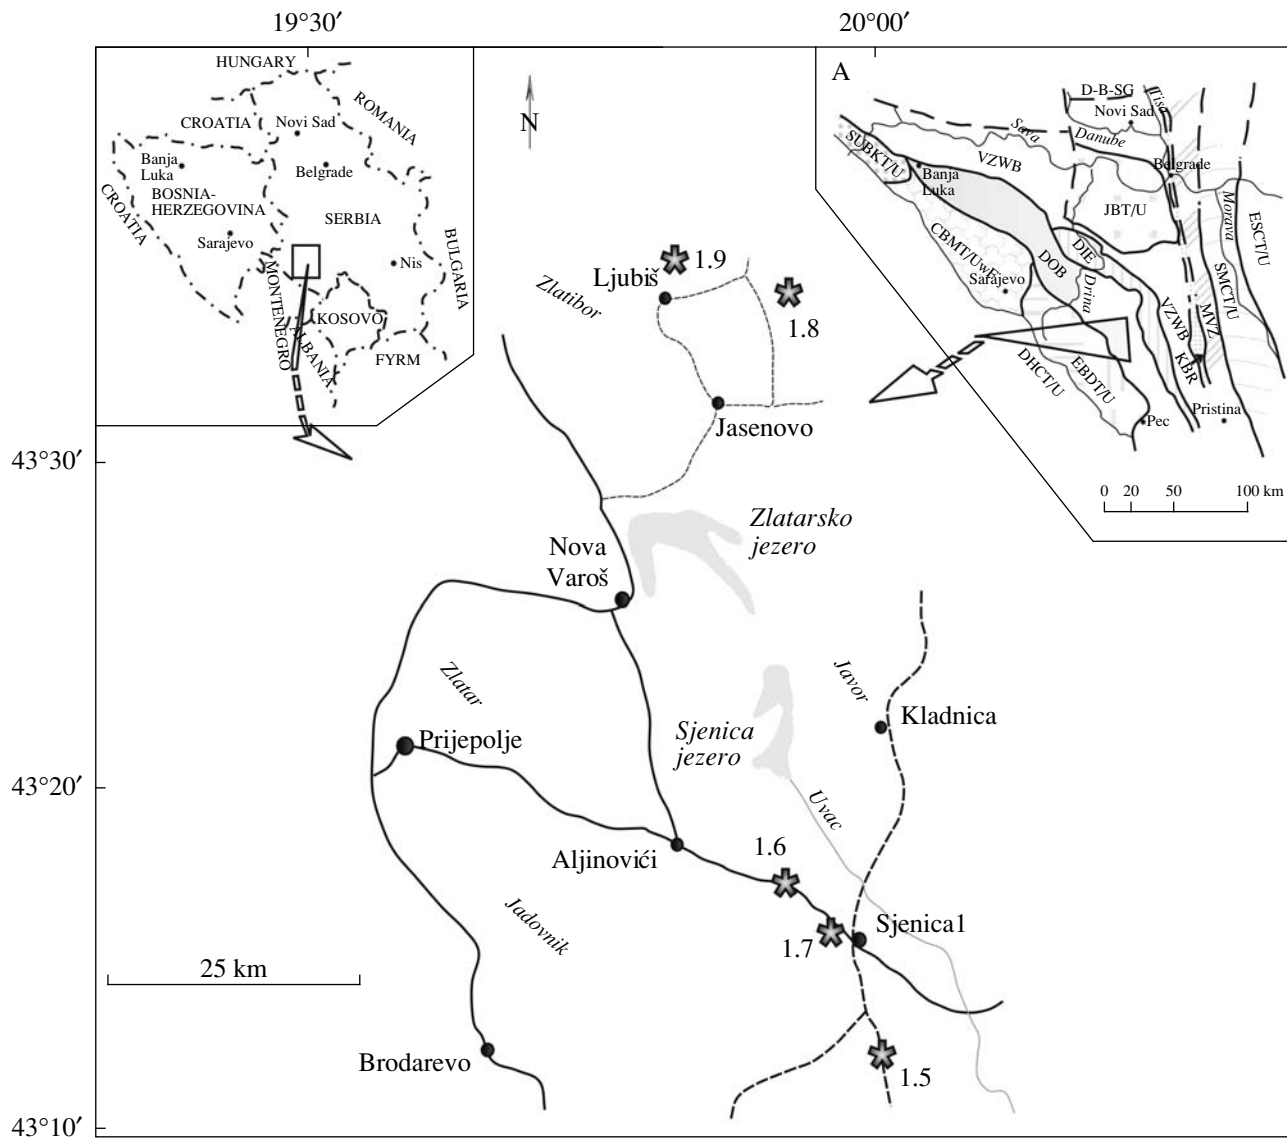 19°30′
20°00′
HUNGARY
ROMANIA
CROATIA
Novi Sad
Banja
Luka
Belgrade
BOSNIA-
HERZEGOVINA
CROATIA
SERBIA
Sarajevo
BULGARIA
Nis
MONTENEGRO
KOSOVO
ALBANIA
FYRM
N
A
D-B-SG
Tisa
Novi Sad
Sava
Danube
SUBKT/U
VZWB
Belgrade
Banja
Luka
JBT/U
Morava
ESCT/U
CBMT/UwE
DOB
DIE
Sarajevo
Drina
SMCT/U
VZWB
MVZ
DHCT/U
EBDT/U
KBR
Pec
Pristina
0 20 50 100 km
1.9
Ljubiš
Zlatibor
1.8
Jasenovo
43°30′
Zlatarsko
jezero
Nova
Varoš
Zlatar
Javor
Kladnica
Sjenica
jezero
Prijepolje
43°20′
Uvac
1.6
Aljinovići
Jadovnik
Sjenica1
1.7
25 km
Brodarevo
1.5
43°10′